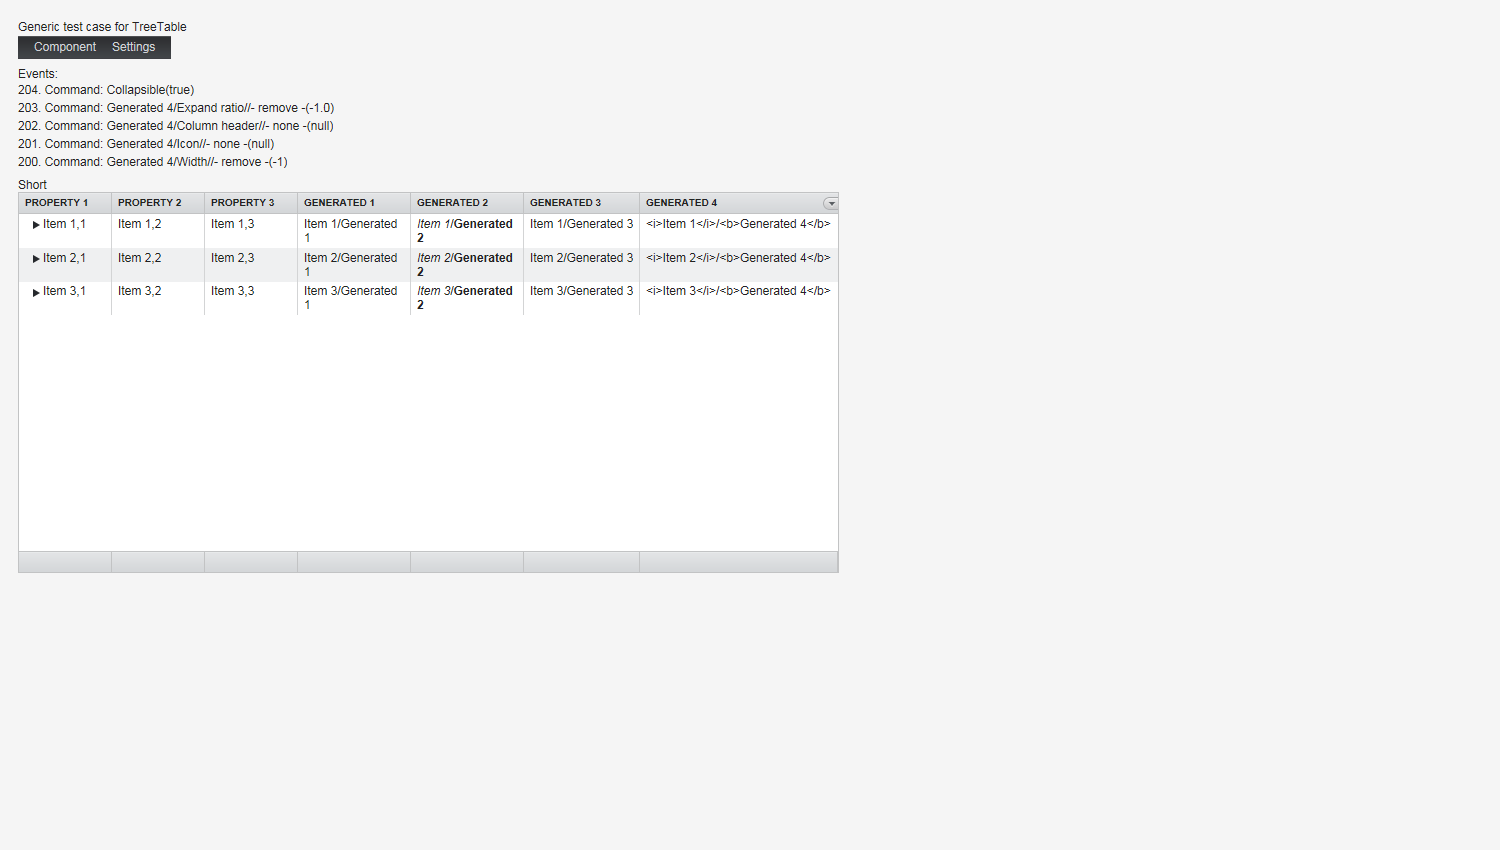 Generic test case for TreeTable
Component Settings
Events:
204. Command: Collapsible(true)
203. Command: Generated 4/Expand ratio//- remove -(-1.0)
202. Command: Generated 4/Column header//- none -(null)
201. Command: Generated 4/Icon//- none -(null)
200. Command: Generated 4/Width//- remove -(-1)
Short
PROPERTY 1 PROPERTY 2 PROPERTY 3 GENERATED 1 GENERATED 2 GENERATED 3 GENERATED 4
Item 1,1 Item 1,2 Item 1,3 Item 1/Generated 1 Item 1/Generated 2 Item 1/Generated 3 <i>Item 1</i>/<b>Generated 4</b>
Item 2,1 Item 2,2 Item 2,3 Item 2/Generated 1 Item 2/Generated 2 Item 2/Generated 3 <i>Item 2</i>/<b>Generated 4</b>
Item 3,1 Item 3,2 Item 3,3 Item 3/Generated 1 Item 3/Generated 2 Item 3/Generated 3 <i>Item 3</i>/<b>Generated 4</b>